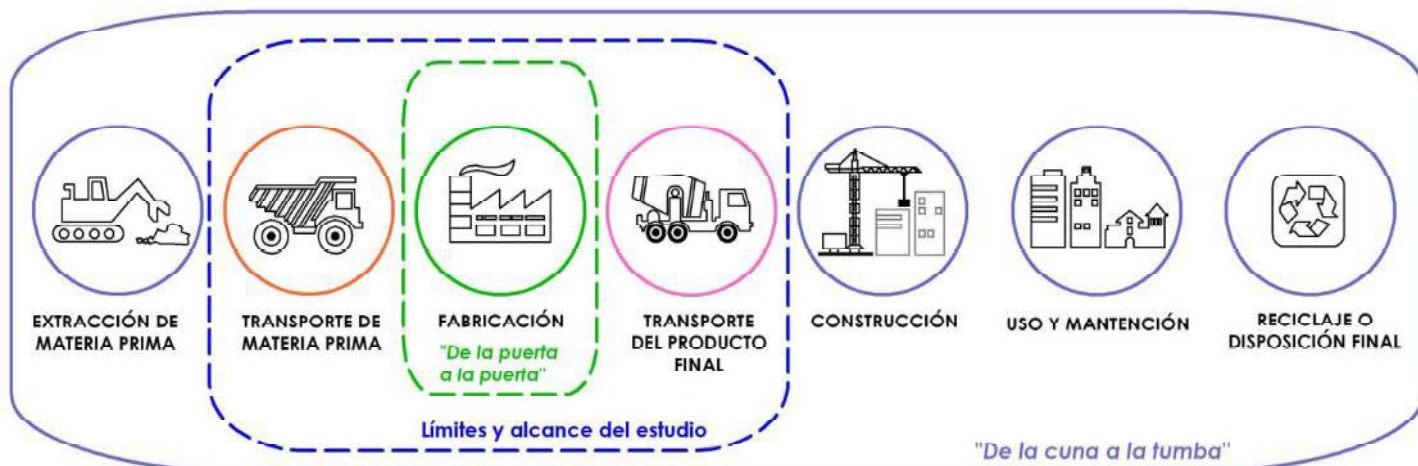 EXTRACCIÓN DE
MATERIA PRIMA
TRANSPORTE DE
MATERIA PRIMA
FABRICACIÓN
"De la puerta
a la puerta"
TRANSPORTE
DEL PRODUCTO
FINAL
CONSTRUCCIÓN
USO Y MANTENCIÓN
RECICLAJE O
DISPOSICIÓN FINAL
Límites y alcance del estudio
"De la cuna a la tumba"